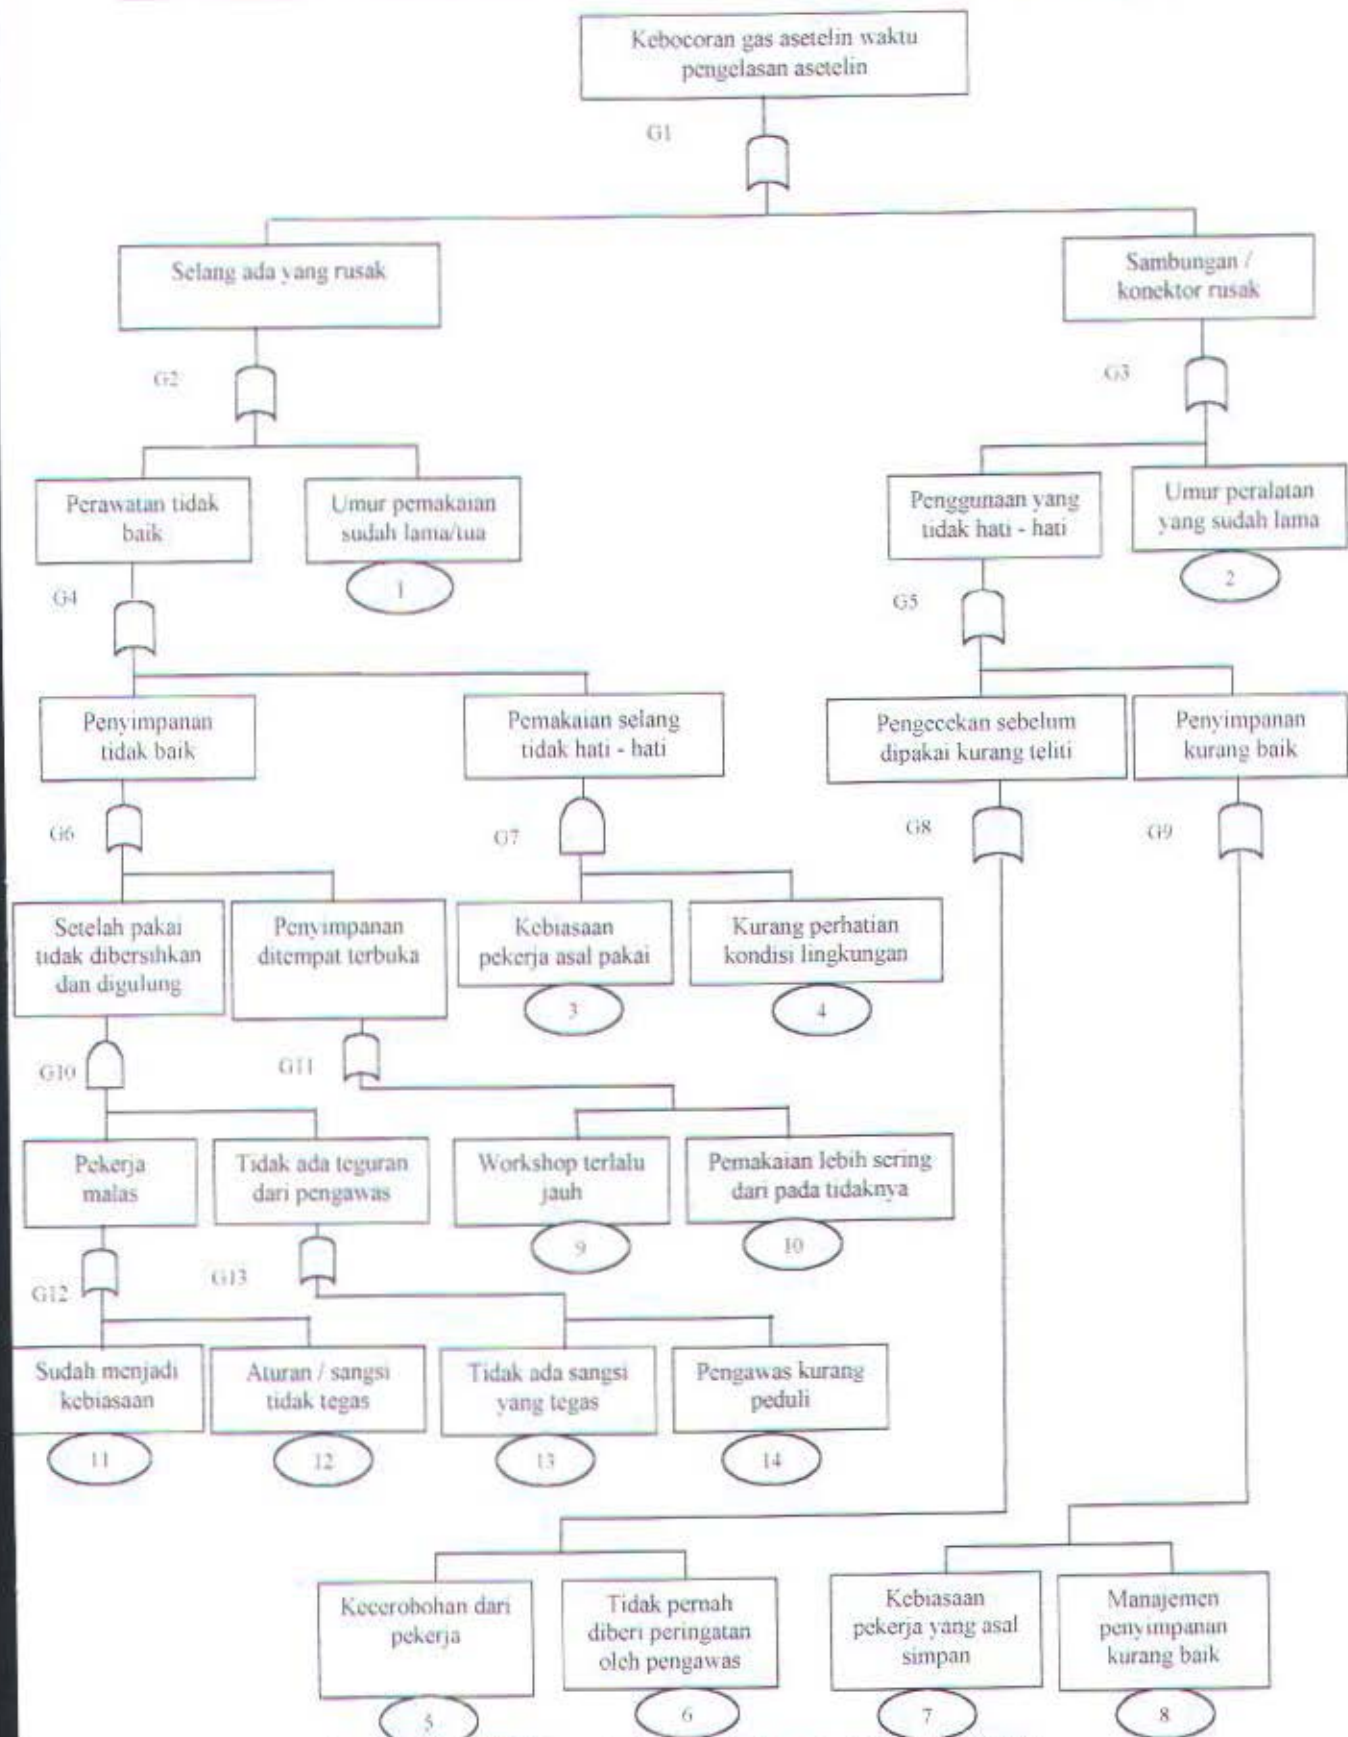 Kebocoran gas asetelin waktu
pengelasan asetelin
G1
Selang ada yang rusak
Sambungan /
konektor rusak
G2
G3
Perawatan tidak
baik
Umur pemakaian
sudah lama/tua
Penggunaan yang
tidak hati - hati
Umur peralatan
yang sudah lama
1
2
G4
G5
Penyimpanan
tidak baik
Pemakaian selang
tidak hati - hati
Pengecekan sebelum
dipakai kurang teliti
Penyimpanan
kurang baik
G6
G7
G8
G9
Setelah pakai
tidak dibersihkan
dan digulung
Penyimpanan
ditempat terbuka
Kebiasaan
pekerja asal pakai
Kurang perhatian
kondisi lingkungan
3
4
G10
G11
Pekerja
malas
Tidak ada teguran
dari pengawas
Workshop terlalu
jauh
Pemakaian lebih sering
dari pada tidaknya
9
10
G12
G13
Sudah menjadi
kebiasaan
Aturan / sangsi
tidak tegas
Tidak ada sangsi
yang tegas
Pengawas kurang
peduli
11
12
13
14
Kecerobohan dari
pekerja
Tidak pernah
diberi peringatan
oleh pengawas
Kebiasaan
pekerja yang asal
simpan
Manajemen
penyimpanan
kurang baik
5
6
7
8